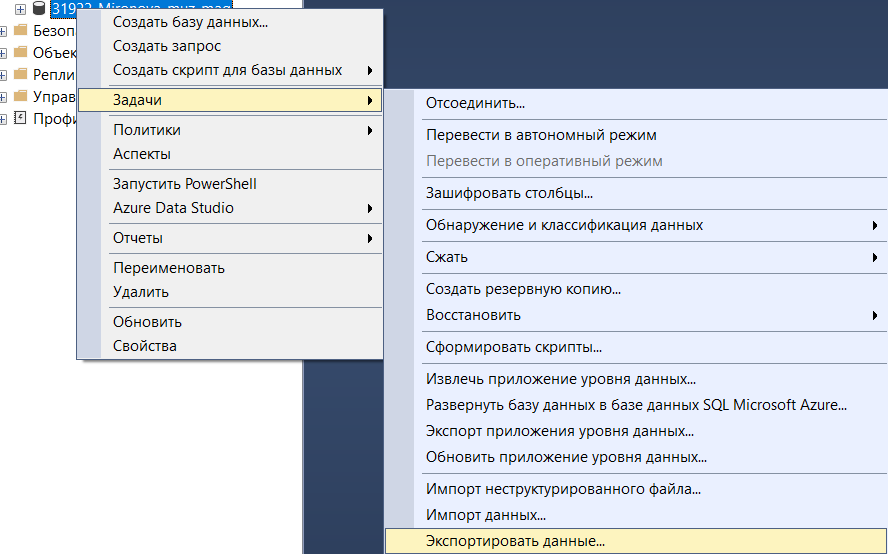 31922_Mironova_muz_mag
Безопа
Объек
Репли
Управ
Профи
Создать базу данных...
Создать запрос
Создать скрипт для базы данных
Задачи
Политики
Аспекты
Запустить PowerShell
Azure Data Studio
Отчеты
Переименовать
Удалить
Обновить
Свойства
Отсоединить...
Перевести в автономный режим
Перевести в оперативный режим
Зашифровать столбцы...
Обнаружение и классификация данных
Сжать
Создать резервную копию...
Восстановить
Сформировать скрипты...
Извлечь приложение уровня данных...
Развернуть базу данных в базе данных SQL Microsoft Azure...
Экспорт приложения уровня данных...
Обновить приложение уровня данных...
Импорт неструктурированного файла...
Импорт данных...
Экспортировать данные...